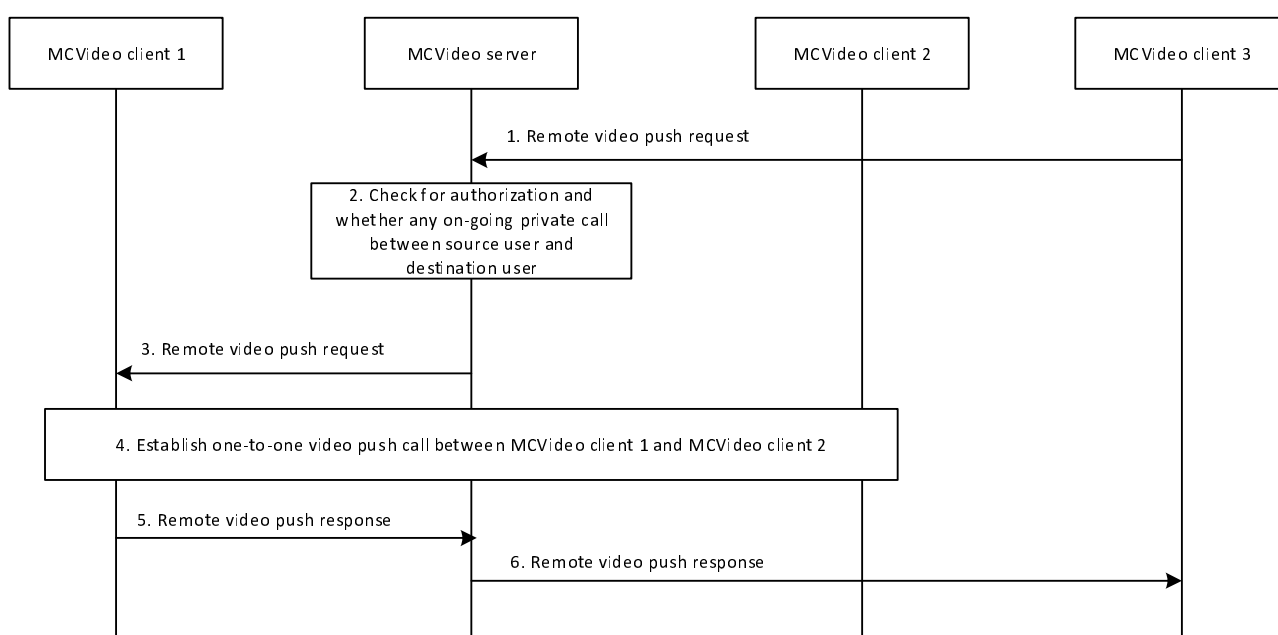 MCVideo client 1
MCVideo server
MCVideo client 2
MCVideo client 3
1. Remote video push request
2. Check for authorization and
whether any on-going private call
between source user and
destination user
3. Remote video push request
4. Establish one-to-one video push call between MCVideo client 1 and MCVideo client 2
5. Remote video push response
6. Remote video push response